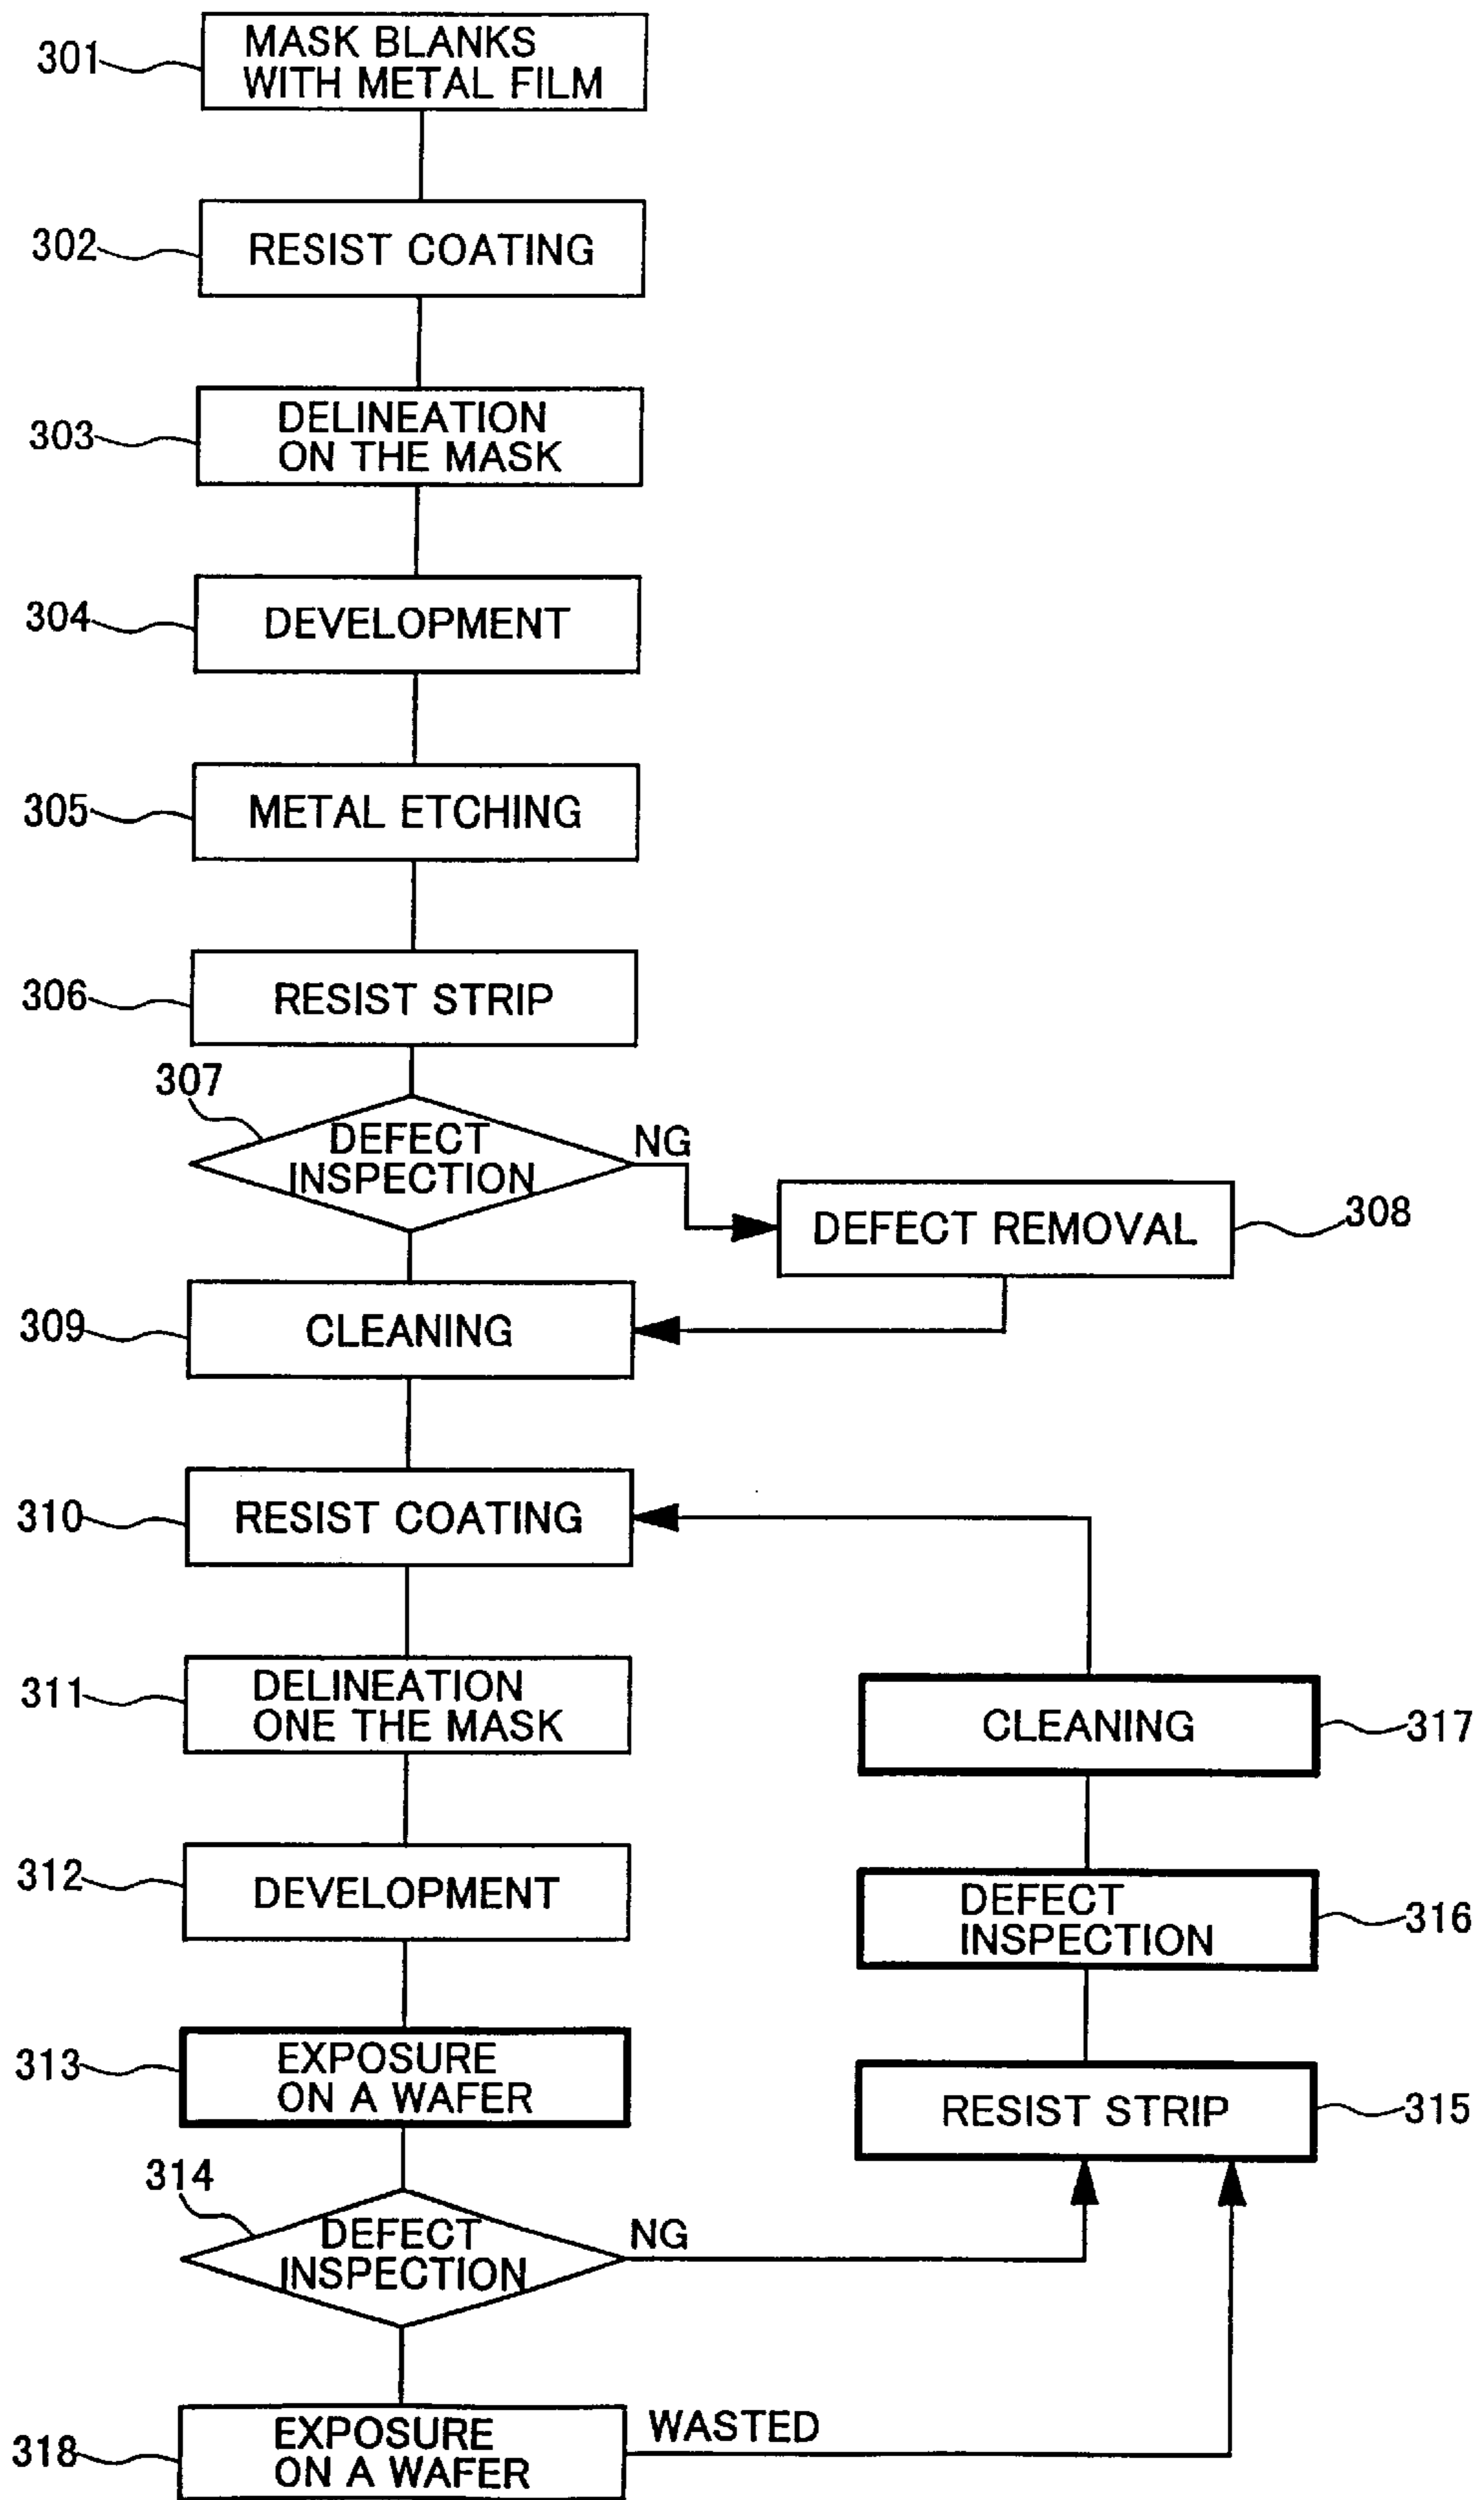 301
MASK BLANKS
WITH METAL FILM
302
RESIST COATING
303
DELINEATION
ON THE MASK
304
DEVELOPMENT
305
METAL ETCHING
306
RESIST STRIP
307
DEFECT
INSPECTION
NG
DEFECT REMOVAL
308
309
CLEANING
310
RESIST COATING
311
DELINEATION
ONE THE MASK
CLEANING
317
312
DEVELOPMENT
DEFECT
INSPECTION
316
313
EXPOSURE
ON A WAFER
RESIST STRIP
315
314
DEFECT
INSPECTION
NG
318
EXPOSURE
ON A WAFER
WASTED